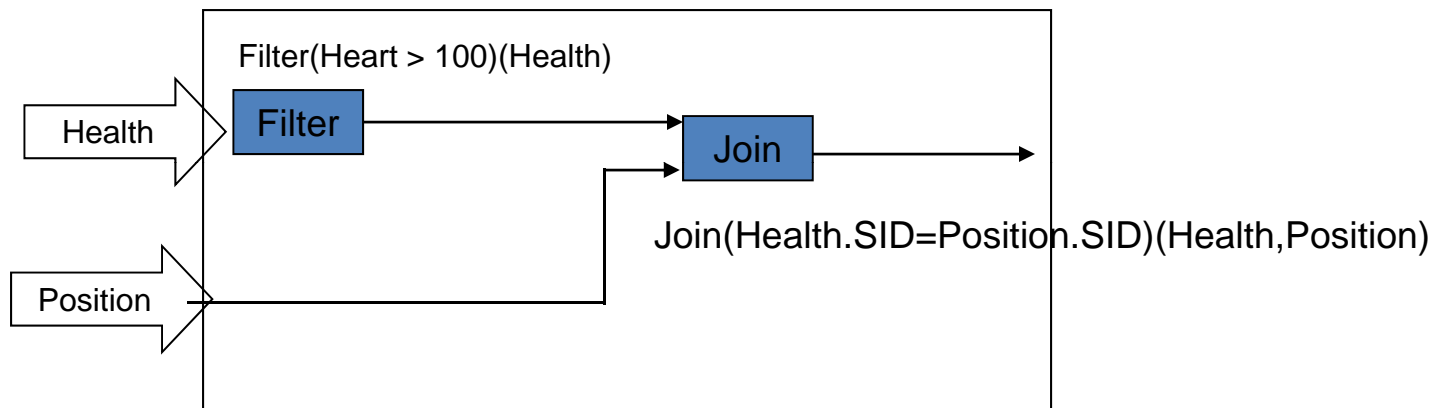 Filter(Heart > 100)(Health)
Health
Filter
Join
Join(Health.SID=Position.SID)(Health,Position)
Position